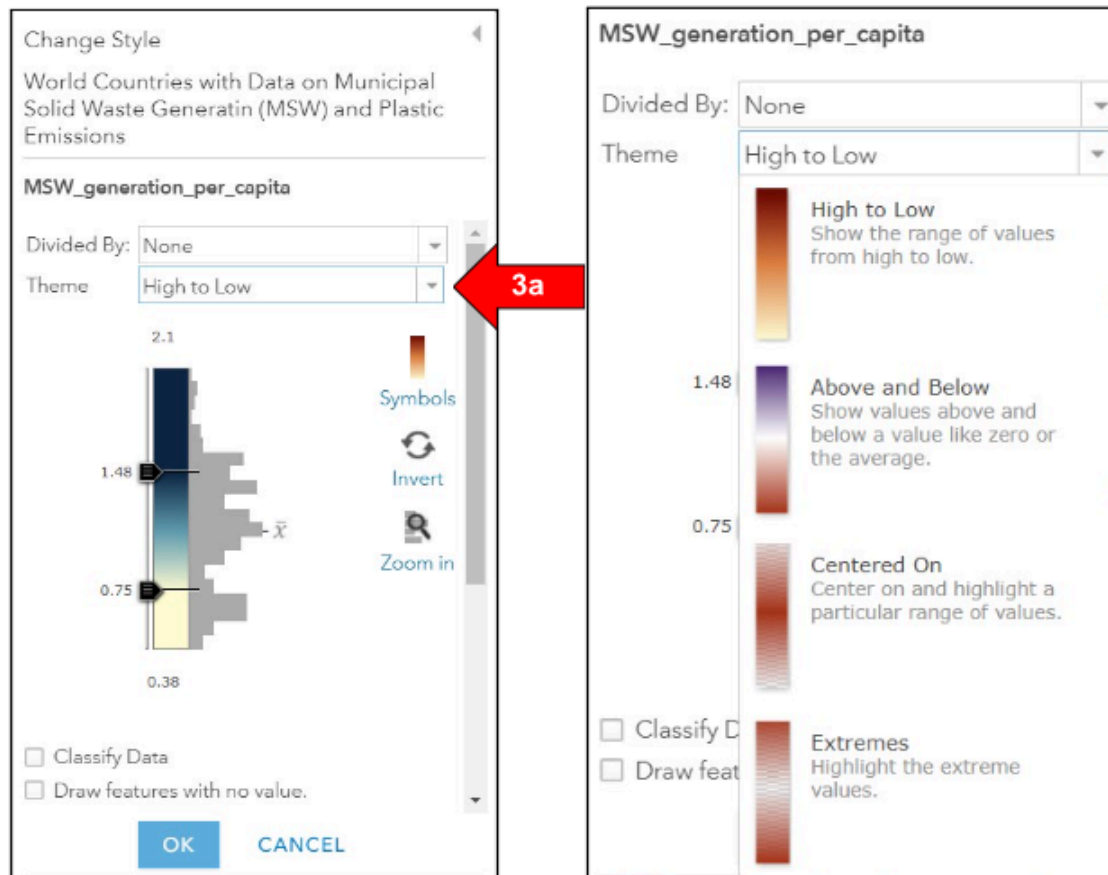 Change Style
World Countries with Data on Municipal
Solid Waste Generatin (MSW) and Plastic
Emissions
MSW_generation_per_capita
Divided By: None
Theme High to Low
2.1
Symbols
1.48
Invert
x̄
Zoom in
0.75
0.38
Classify Data
Draw features with no value.
OK CANCEL
3a
MSW_generation_per_capita
Divided By: None
Theme High to Low
High to Low
Show the range of values
from high to low.
1.48
Above and Below
Show values above and
below a value like zero or
the average.
0.75
Centered On
Center on and highlight a
particular range of values.
Classify D
Draw feat
Extremes
Highlight the extreme
values.